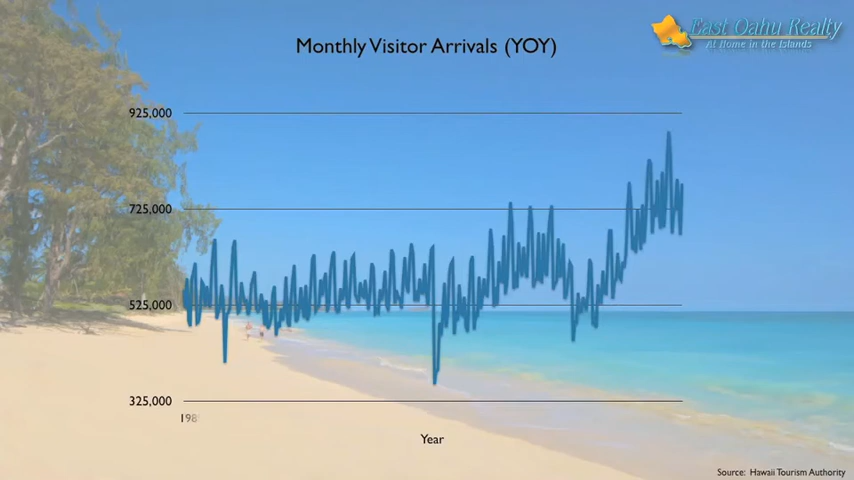 East Oahu Realty
At Home in the Islands
Monthly Visitor Arrivals (YOY)
925,000
725,000
525,000
325,000
Year
Source: Hawaii Tourism Authority